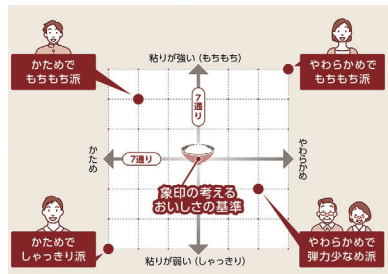 かためで
もちもち派
粘りが強い(もちもち)
やわらかめで
もちもち派
7通り
かため
7通り
やわらかめ
象印の考える
おいしさの基準
かためで
しゃっきり派
粘りが弱い(しゃっきり)
やわらかめで
弾力少なめ派